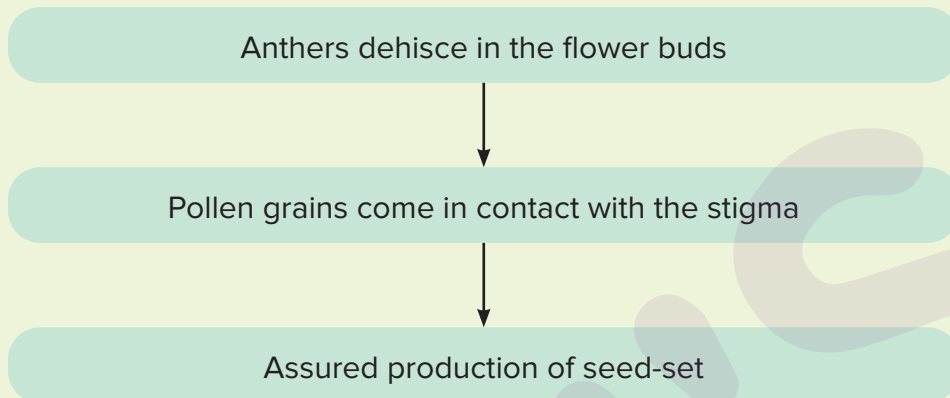 Anthers dehisce in the flower buds
Pollen grains come in contact with the stigma
Assured production of seed-set